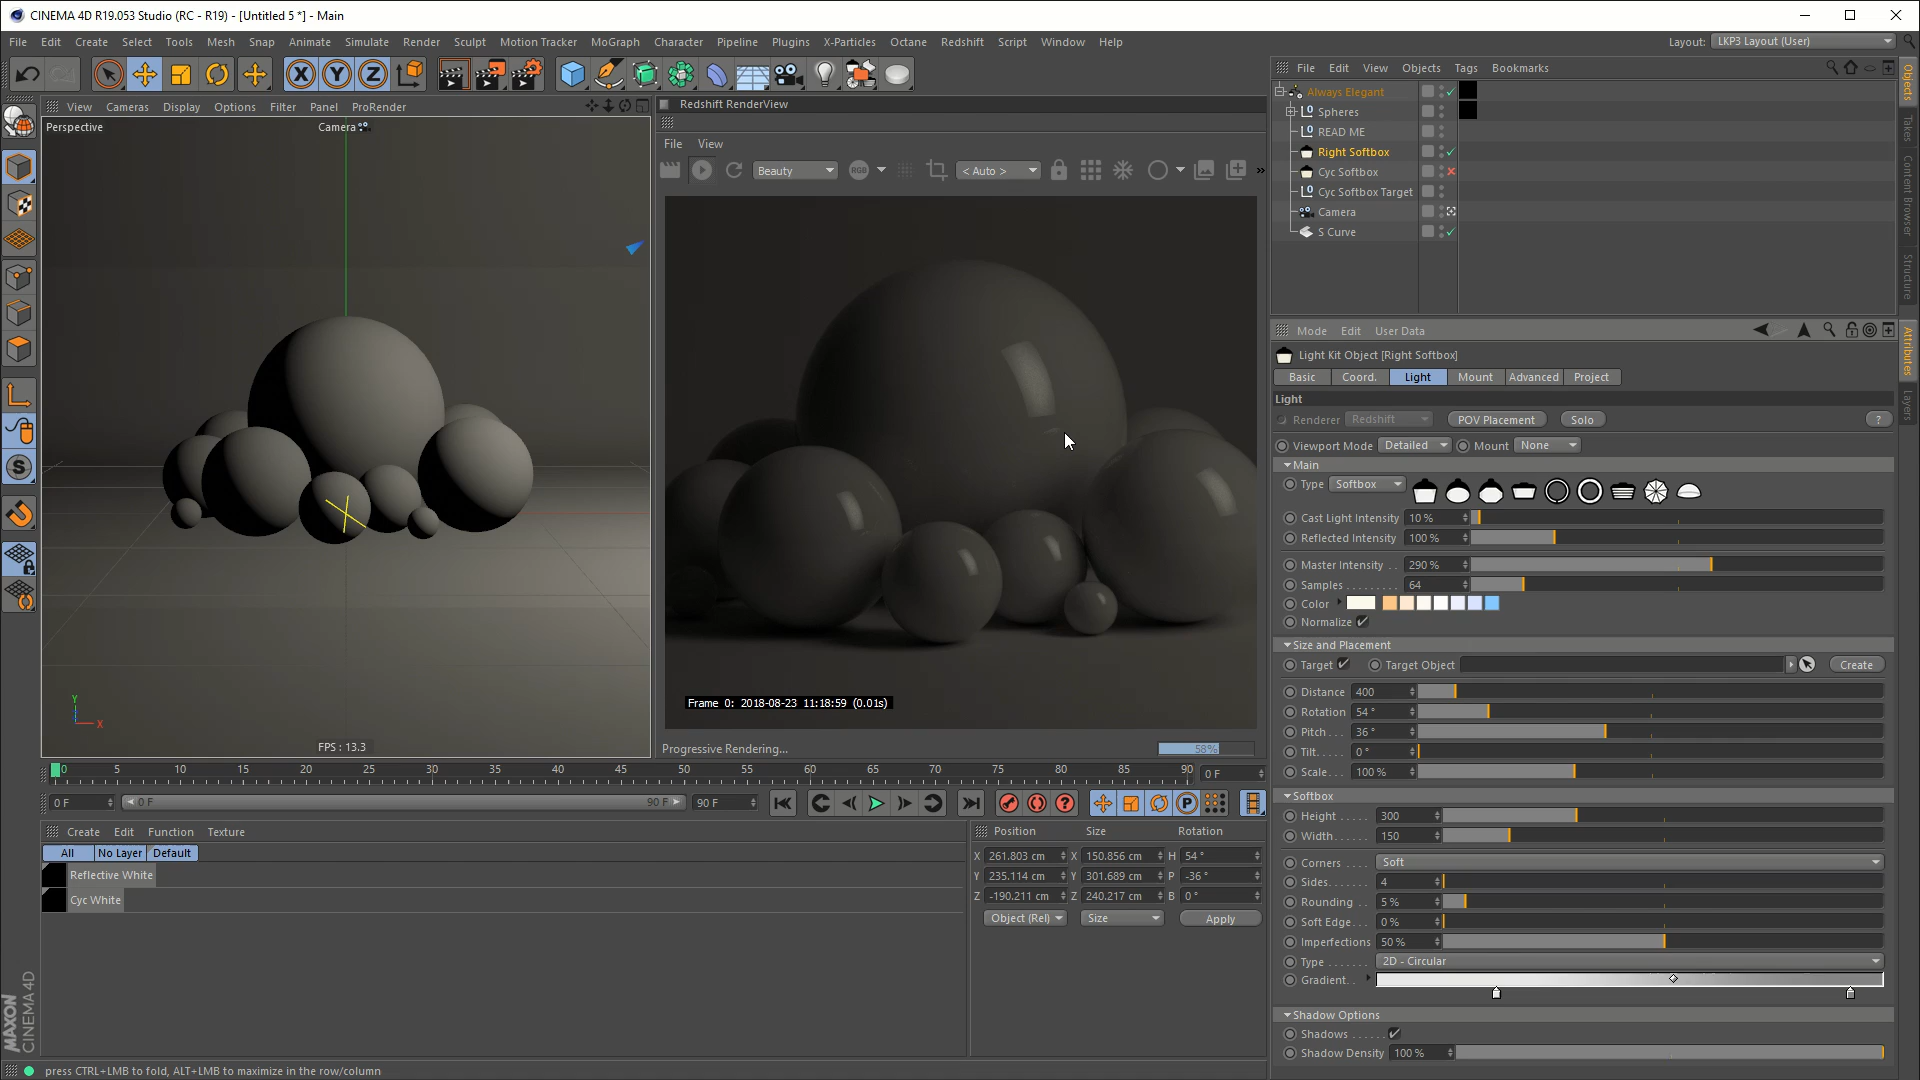 CINEMA 4D R19.053 Studio (RC - R19) - [Untitled 5 *] - Main
File Edit Create Select Tools Mesh Snap Animate Simulate Render Sculpt Motion Tracker MoGraph Character Pipeline Plugins X-Particles Octane Redshift Script Window Help
Layout: LKP3 Layout (User)
View Cameras Display Options Filter Panel ProRender
Perspective
Camera
Y
X
FPS : 13.3
Redshift RenderView
File View
Beauty
RGB
< Auto >
Frame 0: 2018-08-23 11:18:59 (0.01s)
Progressive Rendering...
58%
File Edit View Objects Tags Bookmarks
Always Elegant
Spheres
READ ME
Right Softbox
Cyc Softbox
Cyc Softbox Target
Camera
S Curve
Objects
Takes
Content Browser
Structure
Mode Edit User Data
Light Kit Object [Right Softbox]
Basic Coord. Light Mount Advanced Project
Light
Renderer Redshift POV Placement Solo ?
Viewport Mode Detailed Mount None
Main
Type Softbox
Cast Light Intensity 10 %
Reflected Intensity 100 %
Master Intensity . . 290 %
Samples . . . . . . . . . 64
Color
Normalize
Size and Placement
Target Target Object Create
Distance 400
Rotation 54 °
Pitch . . . 36 °
Tilt. . . . . 0 °
Scale. . . 100 %
Softbox
Height . . . . . 300
Width. . . . . . 150
Corners . . . . Soft
Sides. . . . . . . 4
Rounding . . 5 %
Soft Edge. . . 0 %
Imperfections 50 %
Type . . . . . . . 2D - Circular
Gradient. .
Shadow Options
Shadows . . . . . .
Shadow Density 100 %
Attributes
Layers
0 5 10 15 20 25 30 35 40 45 50 55 60 65 70 75 80 85 90 0 F
0 F 0 F 90 F 90 F
Create Edit Function Texture
All No Layer Default
Reflective White
Cyc White
Position Size Rotation
X 261.803 cm X 150.856 cm H 54 °
Y 235.114 cm Y 301.689 cm P -36 °
Z -190.211 cm Z 240.217 cm B 0 °
Object (Rel) Size Apply
MAXON
CINEMA 4D
press CTRL+LMB to fold, ALT+LMB to maximize in the row/column